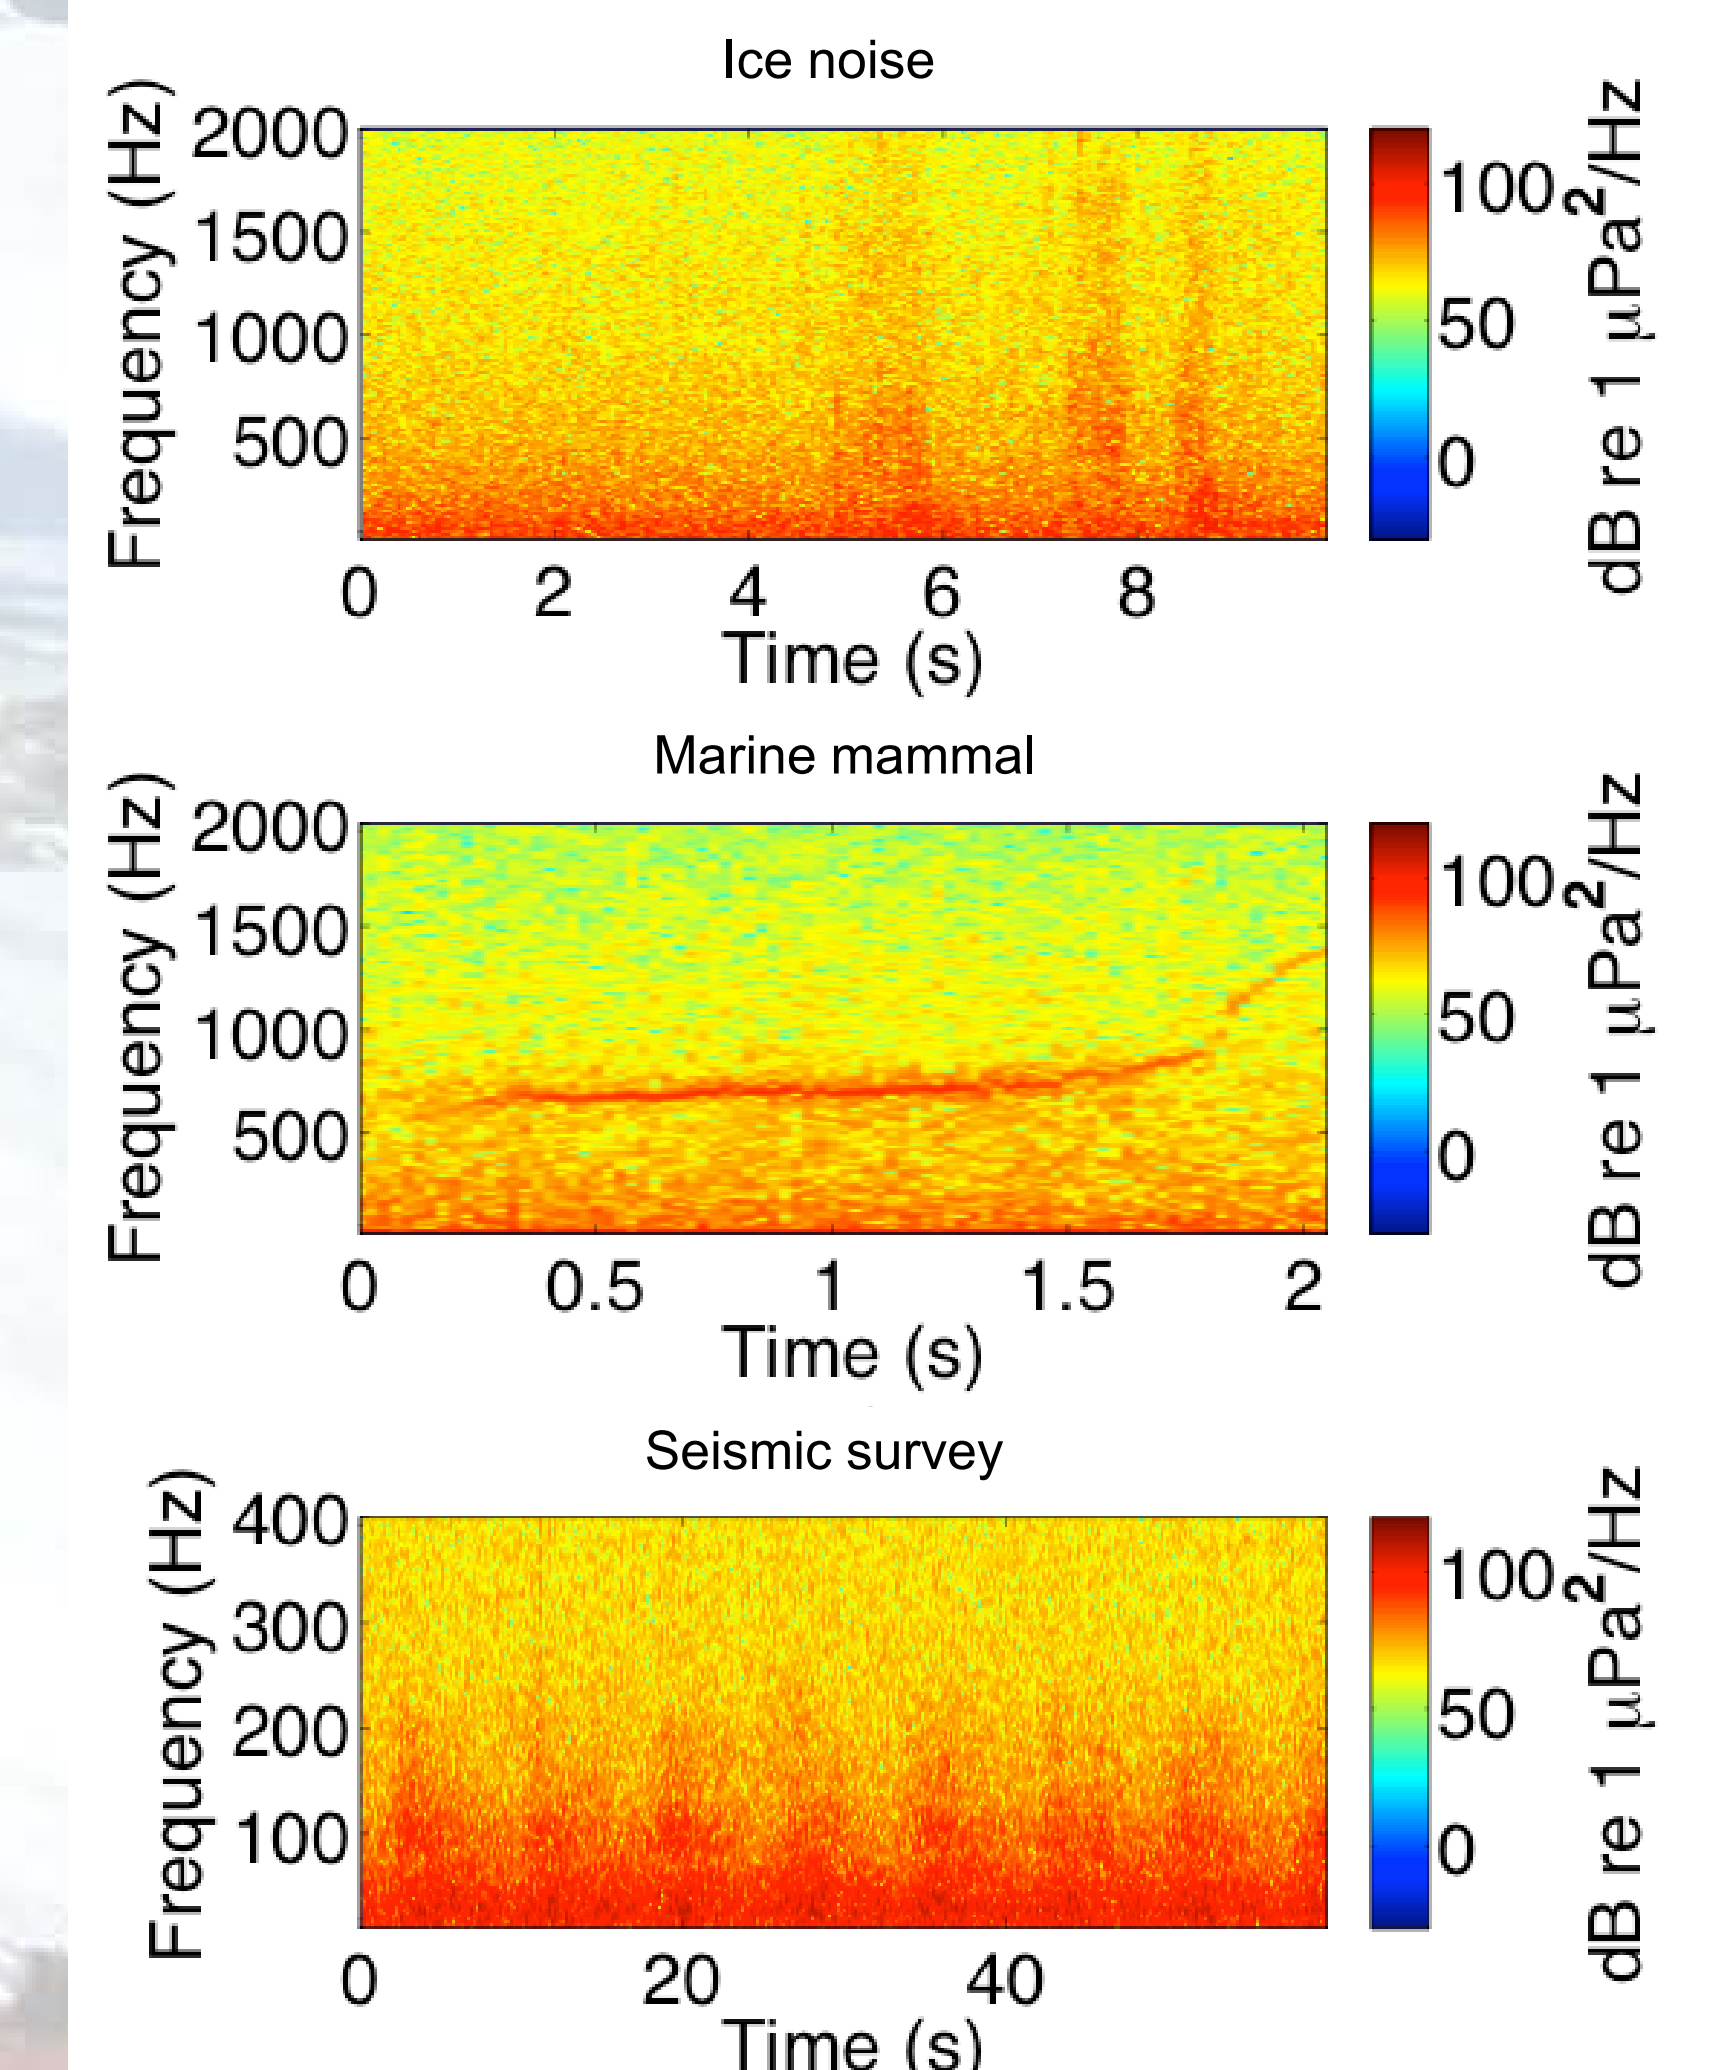 Ice noise
Frequency (Hz)
2000
1500
1000
500
0 2 4 6 8
Time (s)
100
50
0
dB re 1 μPa²/Hz
Marine mammal
Frequency (Hz)
2000
1500
1000
500
0 0.5 1 1.5 2
Time (s)
100
50
0
dB re 1 μPa²/Hz
Seismic survey
Frequency (Hz)
400
300
200
100
0 20 40
Time (s)
100
50
0
dB re 1 μPa²/Hz